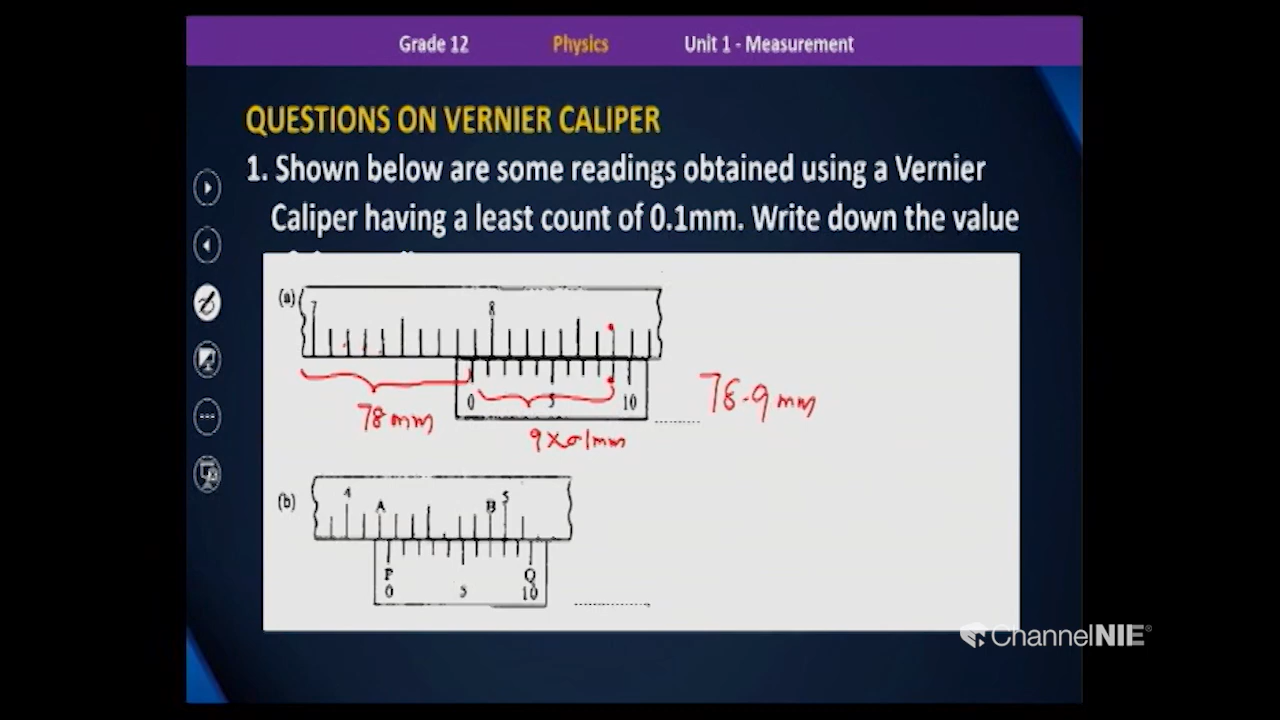 Grade 12 Physics Unit 1 - Measurement
QUESTIONS ON VERNIER CALIPER
1. Shown below are some readings obtained using a Vernier
Caliper having a least count of 0.1mm. Write down the value
(a)
7 8
0 5 10
78 mm
9 x 0.1mm
78.9 mm
(b)
4 A B 5
P Q
0 5 10
ChannelNIE®